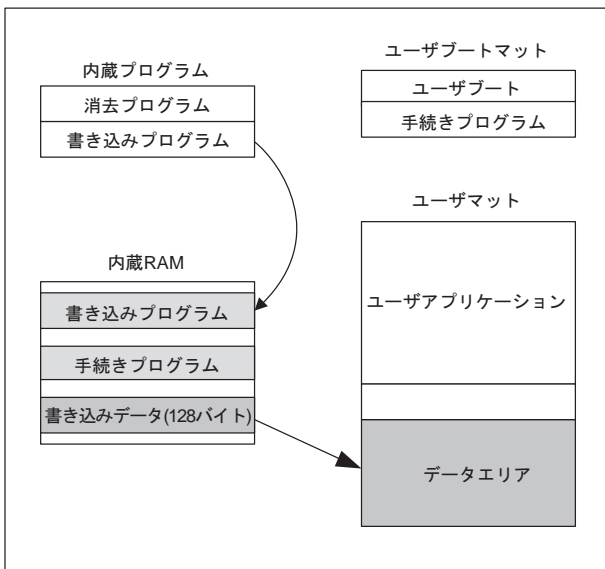 内蔵プログラム
消去プログラム
書き込みプログラム
ユーザブートマット
ユーザブート
手続きプログラム
内蔵RAM
書き込みプログラム
手続きプログラム
書き込みデータ(128バイト)
ユーザマット
ユーザアプリケーション
データエリア